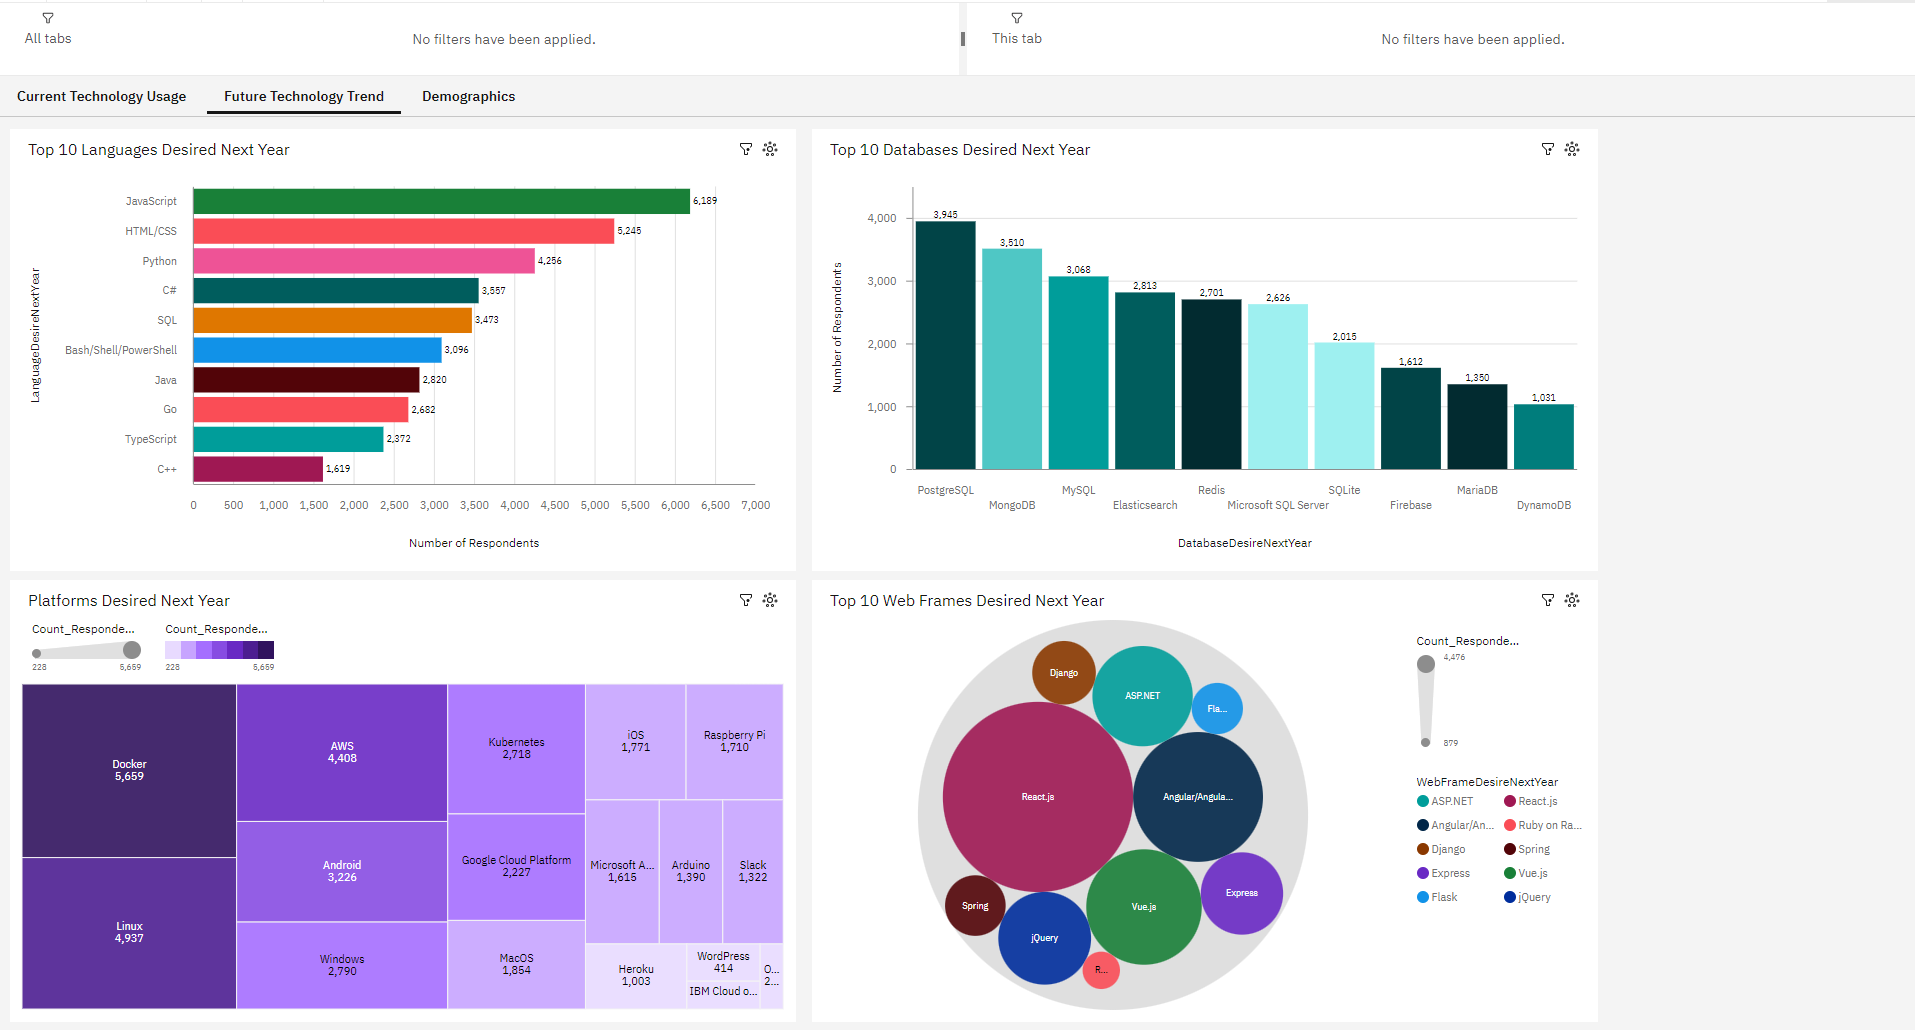 All tabs
No filters have been applied.
This tab
No filters have been applied.
Current Technology Usage
Future Technology Trend
Demographics
Top 10 Languages Desired Next Year
LanguageDesireNextYear
JavaScript
6,189
HTML/CSS
5,245
Python
4,256
C#
3,557
SQL
3,473
Bash/Shell/PowerShell
3,096
Java
2,820
Go
2,682
TypeScript
2,372
C++
1,619
0 500 1,000 1,500 2,000 2,500 3,000 3,500 4,000 4,500 5,000 5,500 6,000 6,500 7,000
Number of Respondents
Top 10 Databases Desired Next Year
Number of Respondents
4,000
3,000
2,000
1,000
0
3,945
3,510
3,068
2,813
2,701
2,626
2,015
1,612
1,350
1,031
PostgreSQL
MongoDB
MySQL
Elasticsearch
Redis
Microsoft SQL Server
SQLite
Firebase
MariaDB
DynamoDB
DatabaseDesireNextYear
Platforms Desired Next Year
Count_Responde...
228 5,659
Count_Responde...
228 5,659
Docker
5,659
Linux
4,937
AWS
4,408
Android
3,226
Windows
2,790
Kubernetes
2,718
Google Cloud Platform
2,227
MacOS
1,854
iOS
1,771
Raspberry Pi
1,710
Microsoft A...
1,615
Arduino
1,390
Slack
1,322
Heroku
1,003
WordPress
414
IBM Cloud o...
O...
2...
Top 10 Web Frames Desired Next Year
Django
ASP.NET
Fla...
React.js
Angular/Angula...
Spring
jQuery
Vue.js
Express
R...
Count_Responde...
4,476
879
WebFrameDesireNextYear
ASP.NET
React.js
Angular/An...
Ruby on Ra...
Django
Spring
Express
Vue.js
Flask
jQuery